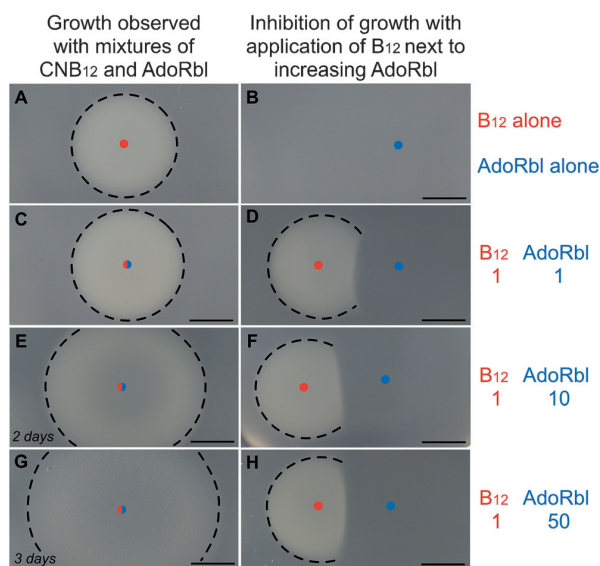 Growth observed
with mixtures of
CNB12 and AdoRbl
Inhibition of growth with
application of B12 next to
increasing AdoRbl
A
B
B12 alone
AdoRbl alone
C
D
B12 AdoRbl
1 1
E
2 days
F
B12 AdoRbl
1 10
G
3 days
H
B12 AdoRbl
1 50